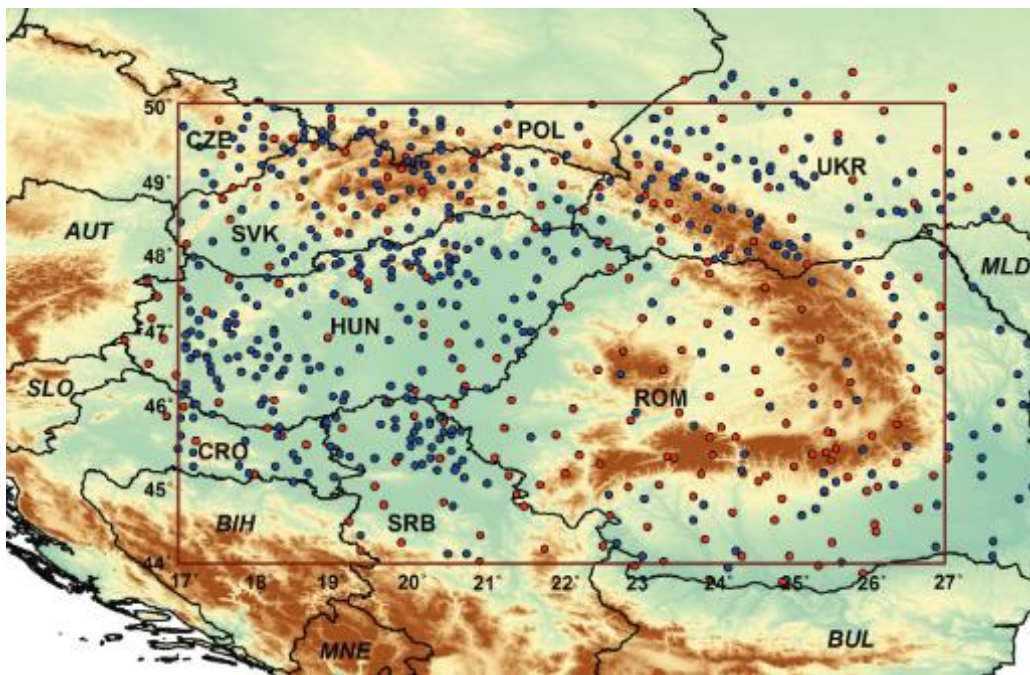 50°
POL
CZE
UKR
49°
AUT
SVK
48°
MLD
HUN
47°
SLO
ROM
46°
CRO
45°
BIH
SRB
44
17° 18° 19° 20° 21° 22° 23° 24° 25° 26° 27°
MNE
BUL